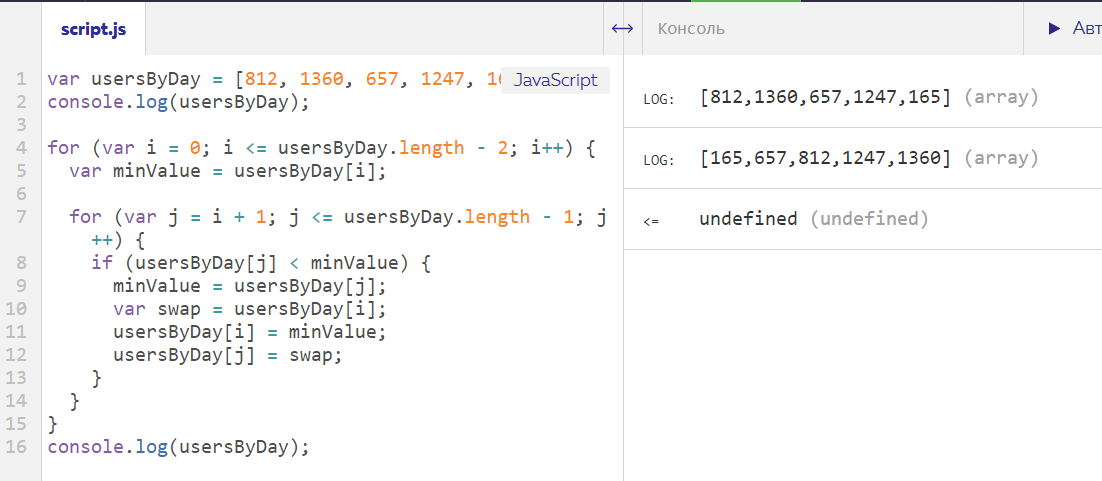 script.js
↔
Консоль
▶ Авт
JavaScript
1 var usersByDay = [812, 1360, 657, 1247, 16
2 console.log(usersByDay);
3
4 for (var i = 0; i <= usersByDay.length - 2; i++) {
5 var minValue = usersByDay[i];
6
7 for (var j = i + 1; j <= usersByDay.length - 1; j
++) {
8 if (usersByDay[j] < minValue) {
9 minValue = usersByDay[j];
10 var swap = usersByDay[i];
11 usersByDay[i] = minValue;
12 usersByDay[j] = swap;
13 }
14 }
15 }
16 console.log(usersByDay);
LOG: [812,1360,657,1247,165] (array)
LOG: [165,657,812,1247,1360] (array)
<= undefined (undefined)